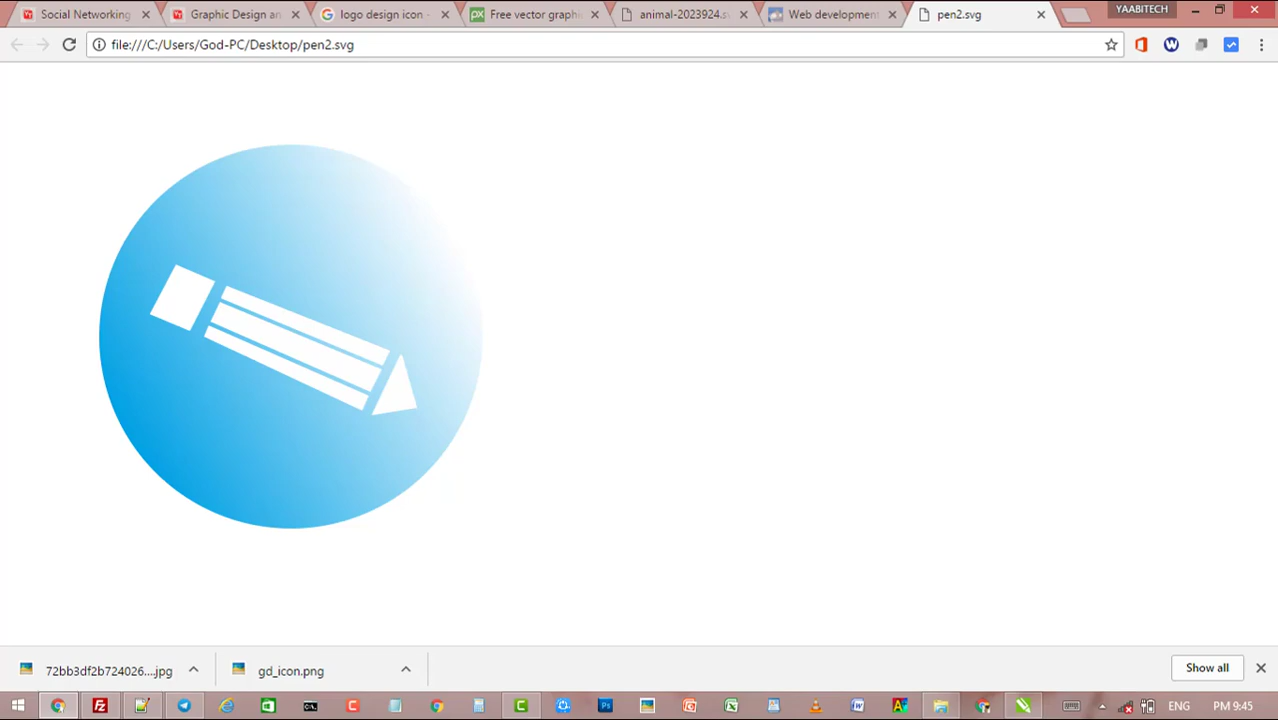 Social Networking
Graphic Design an
logo design icon -
Free vector graphi
animal-2023924.sv
Web development
pen2.svg
YAABITECH
file:///C:/Users/God-PC/Desktop/pen2.svg
72bb3df2b724026....jpg
gd_icon.png
Show all
ENG
PM 9:45